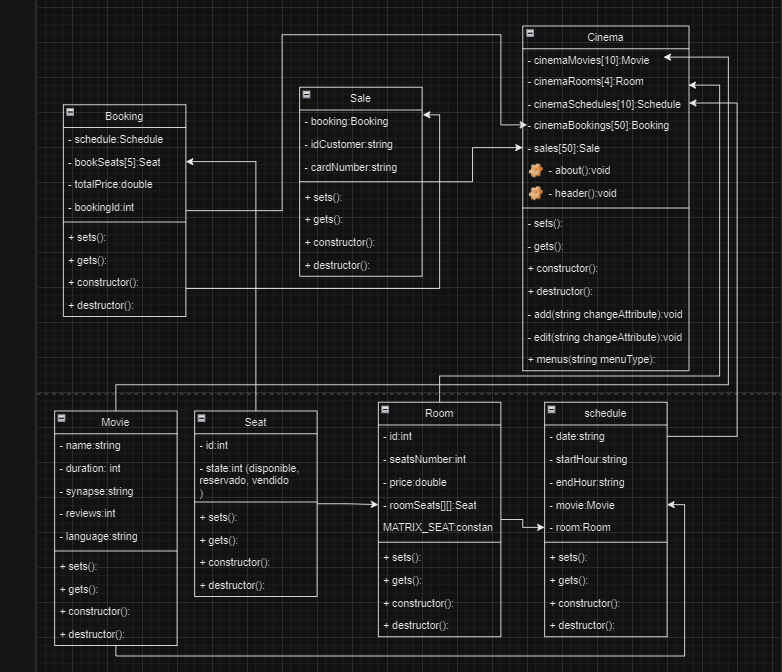 Cinema
- cinemaMovies[10]:Movie
- cinemaRooms[4]:Room
- cinemaSchedules[10]:Schedule
- cinemaBookings[50]:Booking
- sales[50]:Sale
- about():void
- header():void
- sets():
- gets():
+ constructor():
+ destructor():
- add(string changeAttribute):void
- edit(string changeAttribute):void
+ menus(string menuType):
Sale
- booking:Booking
- idCustomer:string
- cardNumber:string
+ sets():
+ gets():
+ constructor():
+ destructor():
Booking
- schedule:Schedule
- bookSeats[5]:Seat
- totalPrice:double
- bookingId:int
+ sets():
+ gets():
+ constructor():
+ destructor():
Movie
- name:string
- duration: int
- synapse:string
- reviews:int
- language:string
+ sets():
+ gets():
+ constructor():
+ destructor():
Seat
- id:int
- state:int (disponible,
reservado, vendido
)
+ sets():
+ gets():
+ constructor():
+ destructor():
Room
- id:int
- seatsNumber:int
- price:double
- roomSeats[][]:Seat
MATRIX_SEAT:constan
+ sets():
+ gets():
+ constructor():
+ destructor():
schedule
- date:string
- startHour:string
- endHour:string
- movie:Movie
- room:Room
+ sets():
+ gets():
+ constructor():
+ destructor():